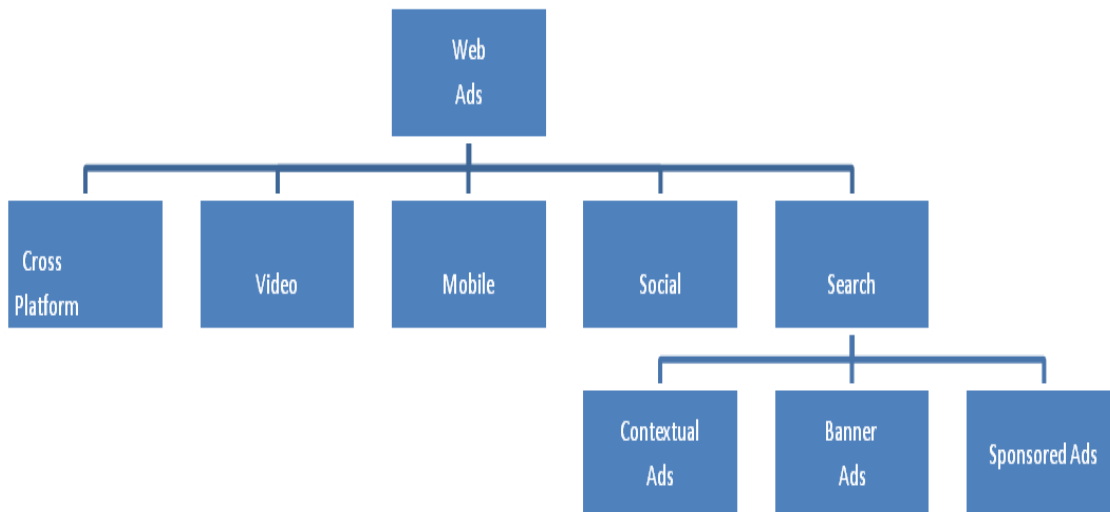 Web
Ads
Cross
Platform
Video
Mobile
Social
Search
Contextual
Ads
Banner
Ads
Sponsored Ads